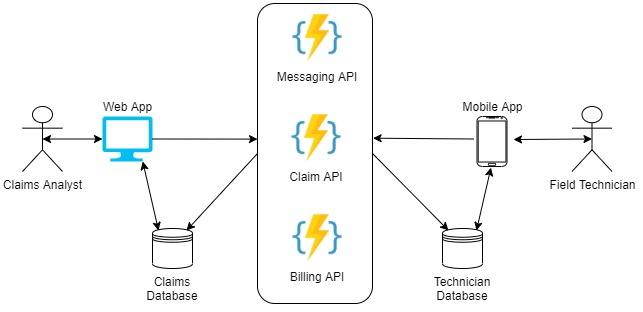 Messaging API
Web App
Mobile App
Claims Analyst
Claim API
Field Technician
Billing API
Claims
Database
Technician
Database